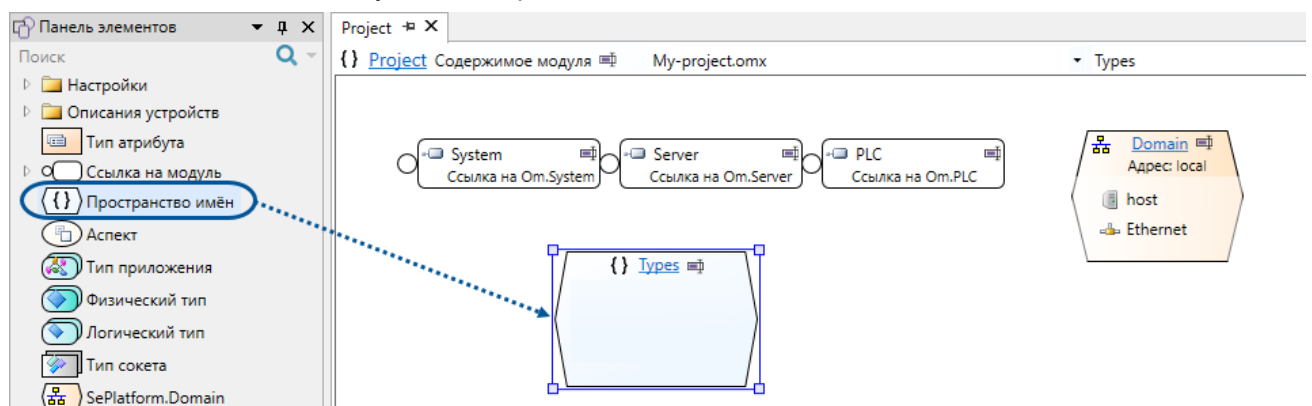 Панель элементов
Поиск
Настройки
Описания устройств
Тип атрибута
Ссылка на модуль
{ } Пространство имён
Аспект
Тип приложения
Физический тип
Логический тип
Тип сокета
SePlatform.Domain
Project
{ } Project Содержимое модуля My-project.omx Types
System
Ссылка на Om.System
Server
Ссылка на Om.Server
PLC
Ссылка на Om.PLC
Domain
Адрес: local
host
Ethernet
{ } Types